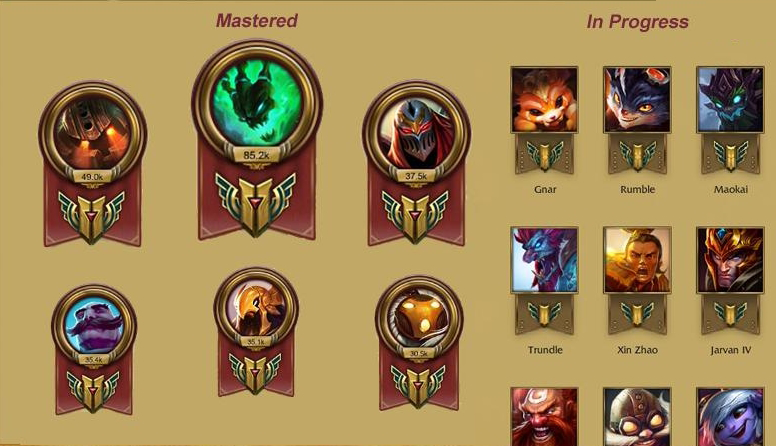 Mastered
In Progress
49.0k
85.2k
37.5k
35.4k
35.1k
30.5k
Gnar
Rumble
Maokai
Trundle
Xin Zhao
Jarvan IV